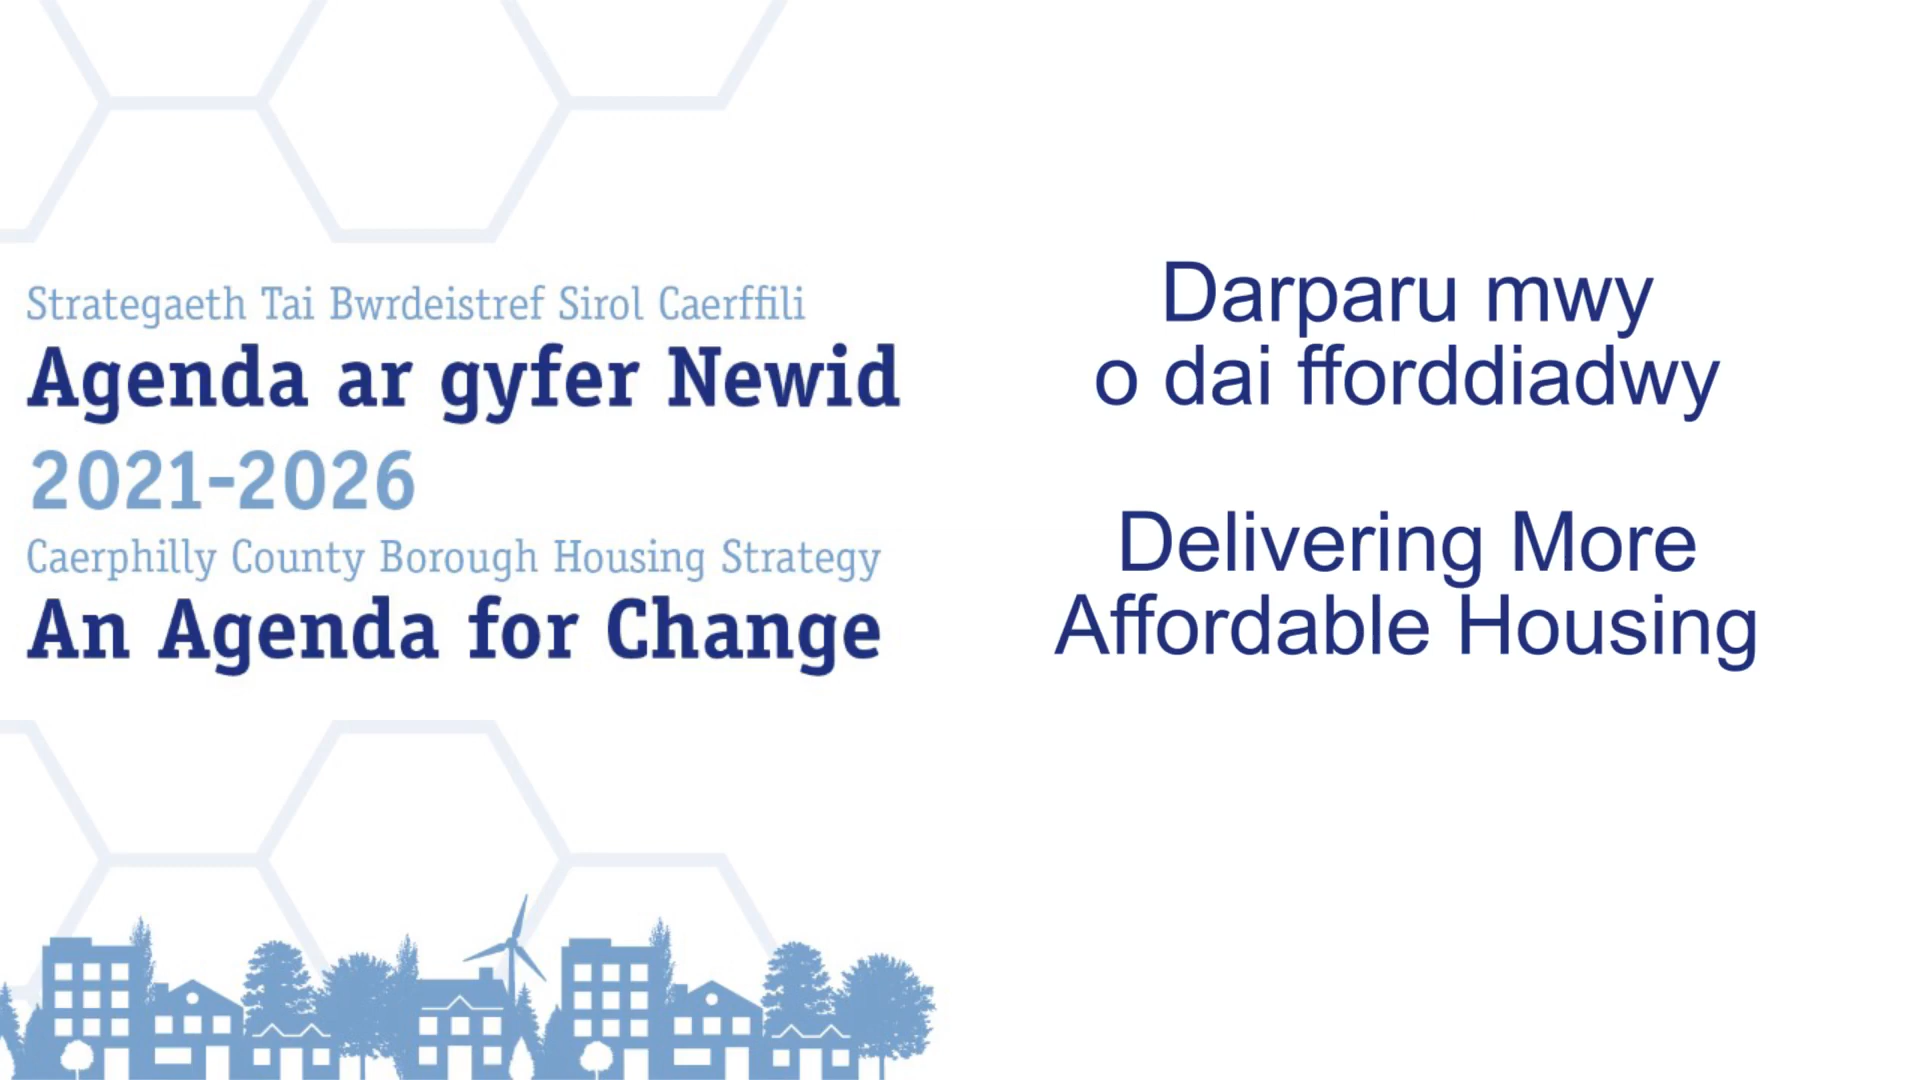 Strategaeth Tai Bwrdeistref Sirol Caerffili
Agenda ar gyfer Newid
2021-2026
Caerphilly County Borough Housing Strategy
An Agenda for Change
Darparu mwy
o dai fforddiadwy
Delivering More
Affordable Housing